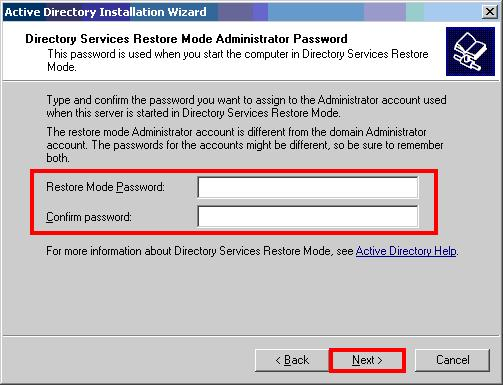 Active Directory Installation Wizard
Directory Services Restore Mode Administrator Password
This password is used when you start the computer in Directory Services Restore
Mode.
Type and confirm the password you want to assign to the Administrator account used
when this server is started in Directory Services Restore Mode.
The restore mode Administrator account is different from the domain Administrator
account. The passwords for the accounts might be different, so be sure to remember
both.
Restore Mode Password:
Confirm password:
For more information about Directory Services Restore Mode, see Active Directory Help.
< Back
Next >
Cancel